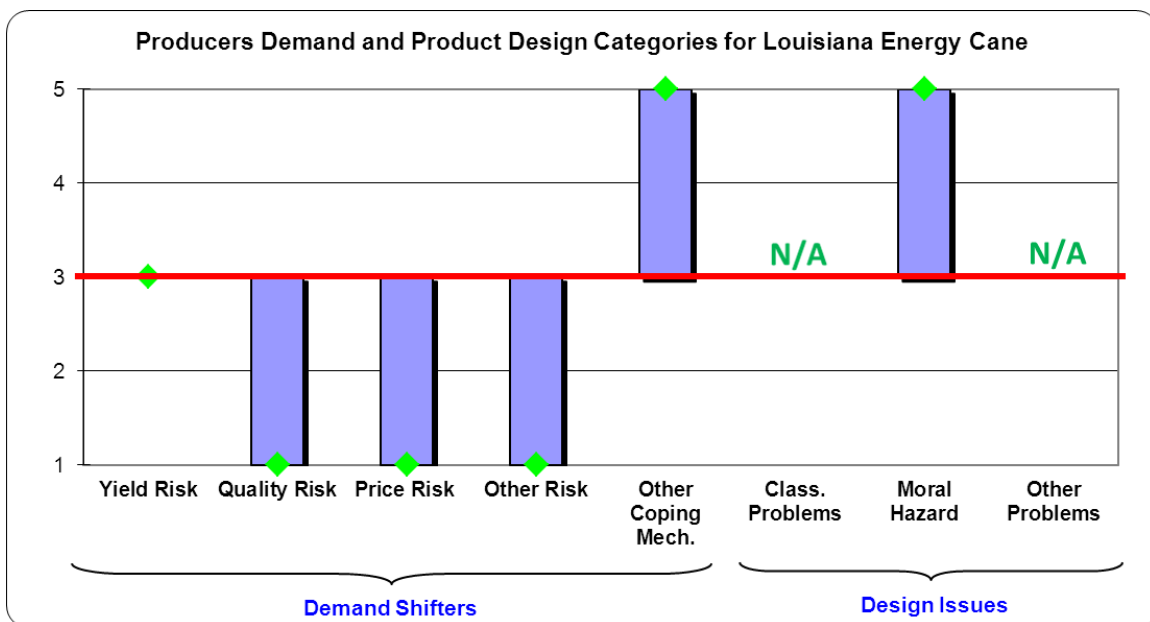 Producers Demand and Product Design Categories for Louisiana Energy Cane
5
4
3
2
1
N/A
N/A
Yield Risk
Quality Risk
Price Risk
Other Risk
Other
Coping
Mech.
Class.
Problems
Moral
Hazard
Other
Problems
Demand Shifters
Design Issues